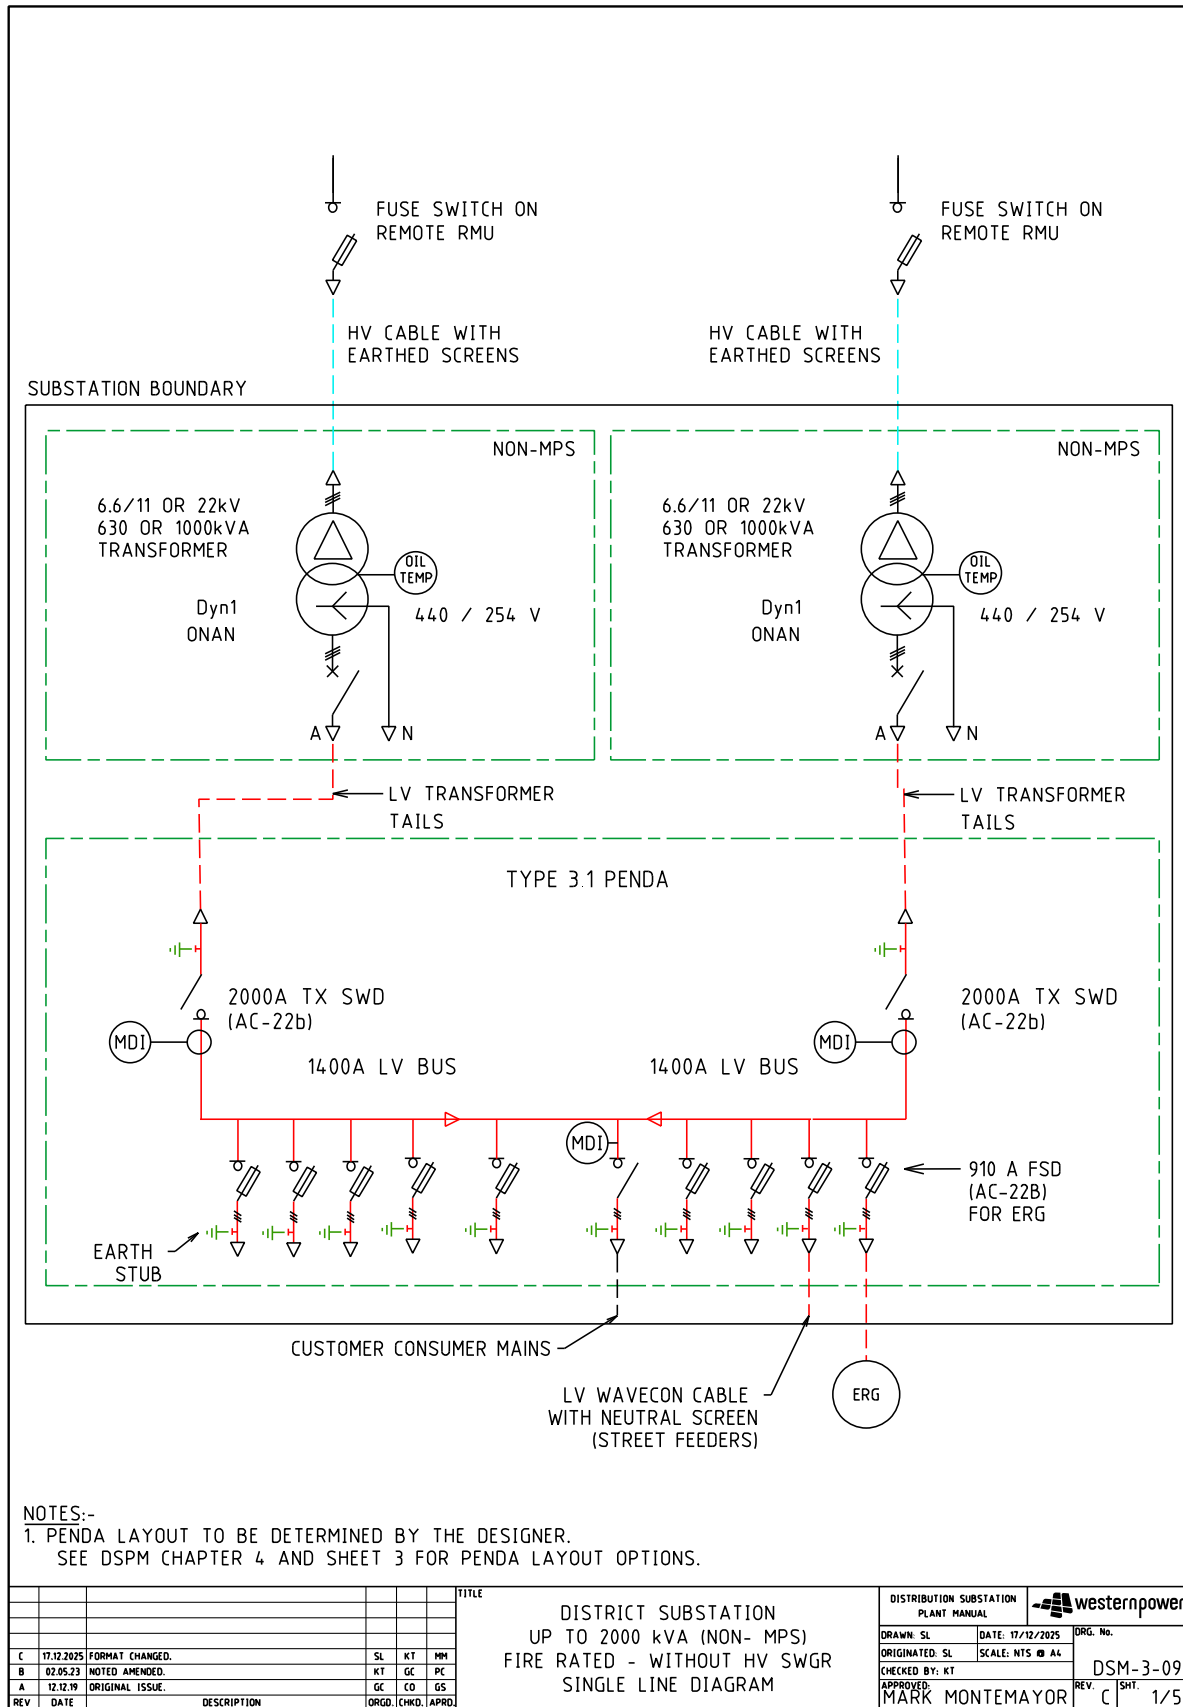 FUSE SWITCH ON
REMOTE RMU
FUSE SWITCH ON
REMOTE RMU
HV CABLE WITH
EARTHED SCREENS
HV CABLE WITH
EARTHED SCREENS
SUBSTATION BOUNDARY
NON-MPS
6.6/11 OR 22kV
630 OR 1000kVA
TRANSFORMER
OIL
TEMP
Dyn1
ONAN
440 / 254 V
A
N
NON-MPS
6.6/11 OR 22kV
630 OR 1000kVA
TRANSFORMER
OIL
TEMP
Dyn1
ONAN
440 / 254 V
A
N
LV TRANSFORMER
TAILS
LV TRANSFORMER
TAILS
TYPE 3.1 PENDA
2000A TX SWD
(AC-22b)
MDI
1400A LV BUS
2000A TX SWD
(AC-22b)
MDI
1400A LV BUS
MDI
910 A FSD
(AC-22B)
FOR ERG
EARTH
STUB
CUSTOMER CONSUMER MAINS
LV WAVECON CABLE
WITH NEUTRAL SCREEN
(STREET FEEDERS)
ERG
NOTES:-
1. PENDA LAYOUT TO BE DETERMINED BY THE DESIGNER.
SEE DSPM CHAPTER 4 AND SHEET 3 FOR PENDA LAYOUT OPTIONS.
C 17.12.2025 FORMAT CHANGED. SL KT MM
B 02.05.23 NOTED AMENDED. KT GC PC
A 12.12.19 ORIGINAL ISSUE. GC CO GS
REV DATE DESCRIPTION ORGD. CHKD. APRD.
TITLE
DISTRICT SUBSTATION
UP TO 2000 kVA (NON- MPS)
FIRE RATED - WITHOUT HV SWGR
SINGLE LINE DIAGRAM
DISTRIBUTION SUBSTATION
PLANT MANUAL
westernpower
DRAWN: SL DATE: 17/12/2025
ORIGINATED: SL SCALE: NTS @ A4
CHECKED BY: KT
APPROVED:
MARK MONTEMAYOR
DRG. No.
DSM-3-09
REV. C SHT. 1/5